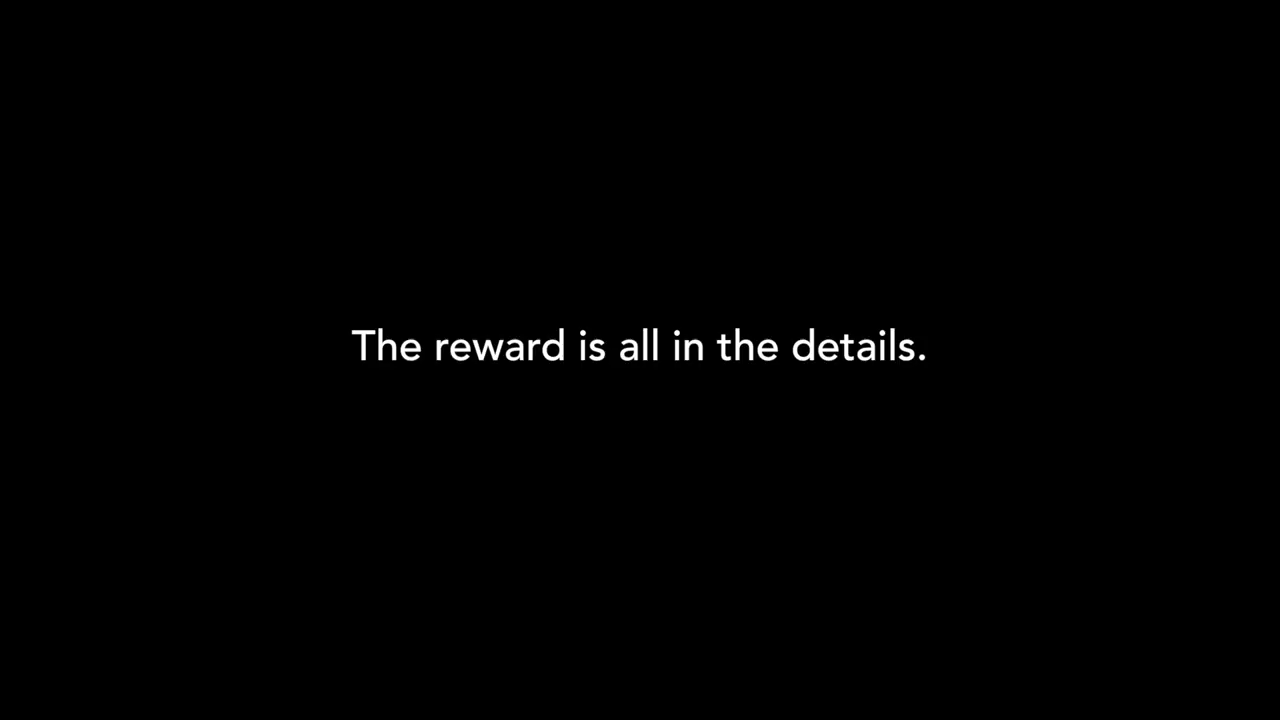 The reward is all in the details.